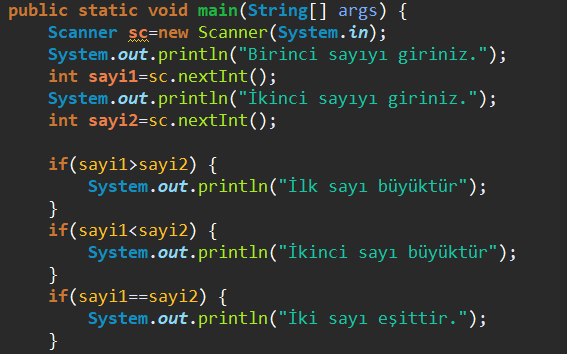 public static void main(String[] args) {
Scanner sc=new Scanner(System.in);
System.out.println("Birinci sayıyı giriniz.");
int sayi1=sc.nextInt();
System.out.println("İkinci sayıyı giriniz.");
int sayi2=sc.nextInt();
if(sayi1>sayi2) {
System.out.println("İlk sayı büyüktür");
}
if(sayi1<sayi2) {
System.out.println("İkinci sayı büyüktür");
}
if(sayi1==sayi2) {
System.out.println("İki sayı eşittir.");
}